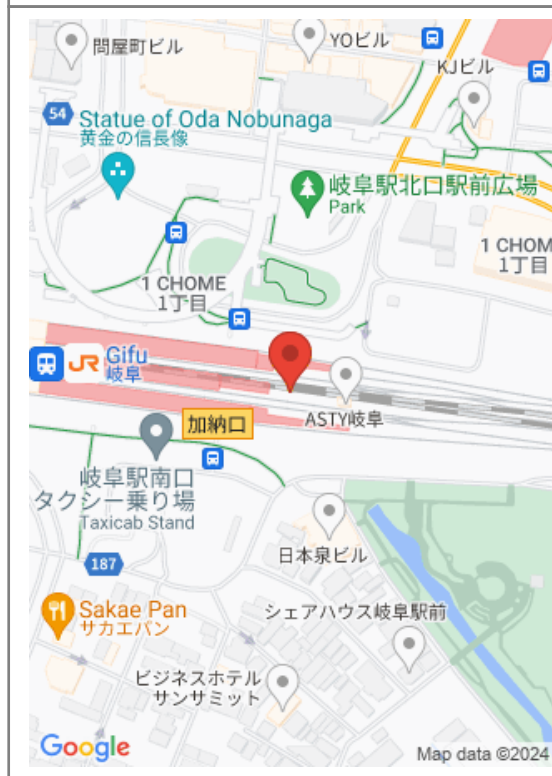 問屋町ビル
YOビル
KJビル
54
Statue of Oda Nobunaga
黄金の信長像
岐阜駅北口駅前広場
Park
1 CHOME
1丁目
1 CHOM
1丁目
JR
Gifu
岐阜
ASTY岐阜
加納口
岐阜駅南口
タクシー乗り場
Taxicab Stand
日本泉ビル
187
Sakae Pan
サカエパン
シェアハウス岐阜駅前
ビジネスホテル
サンサミット
Google
Map data ©2024